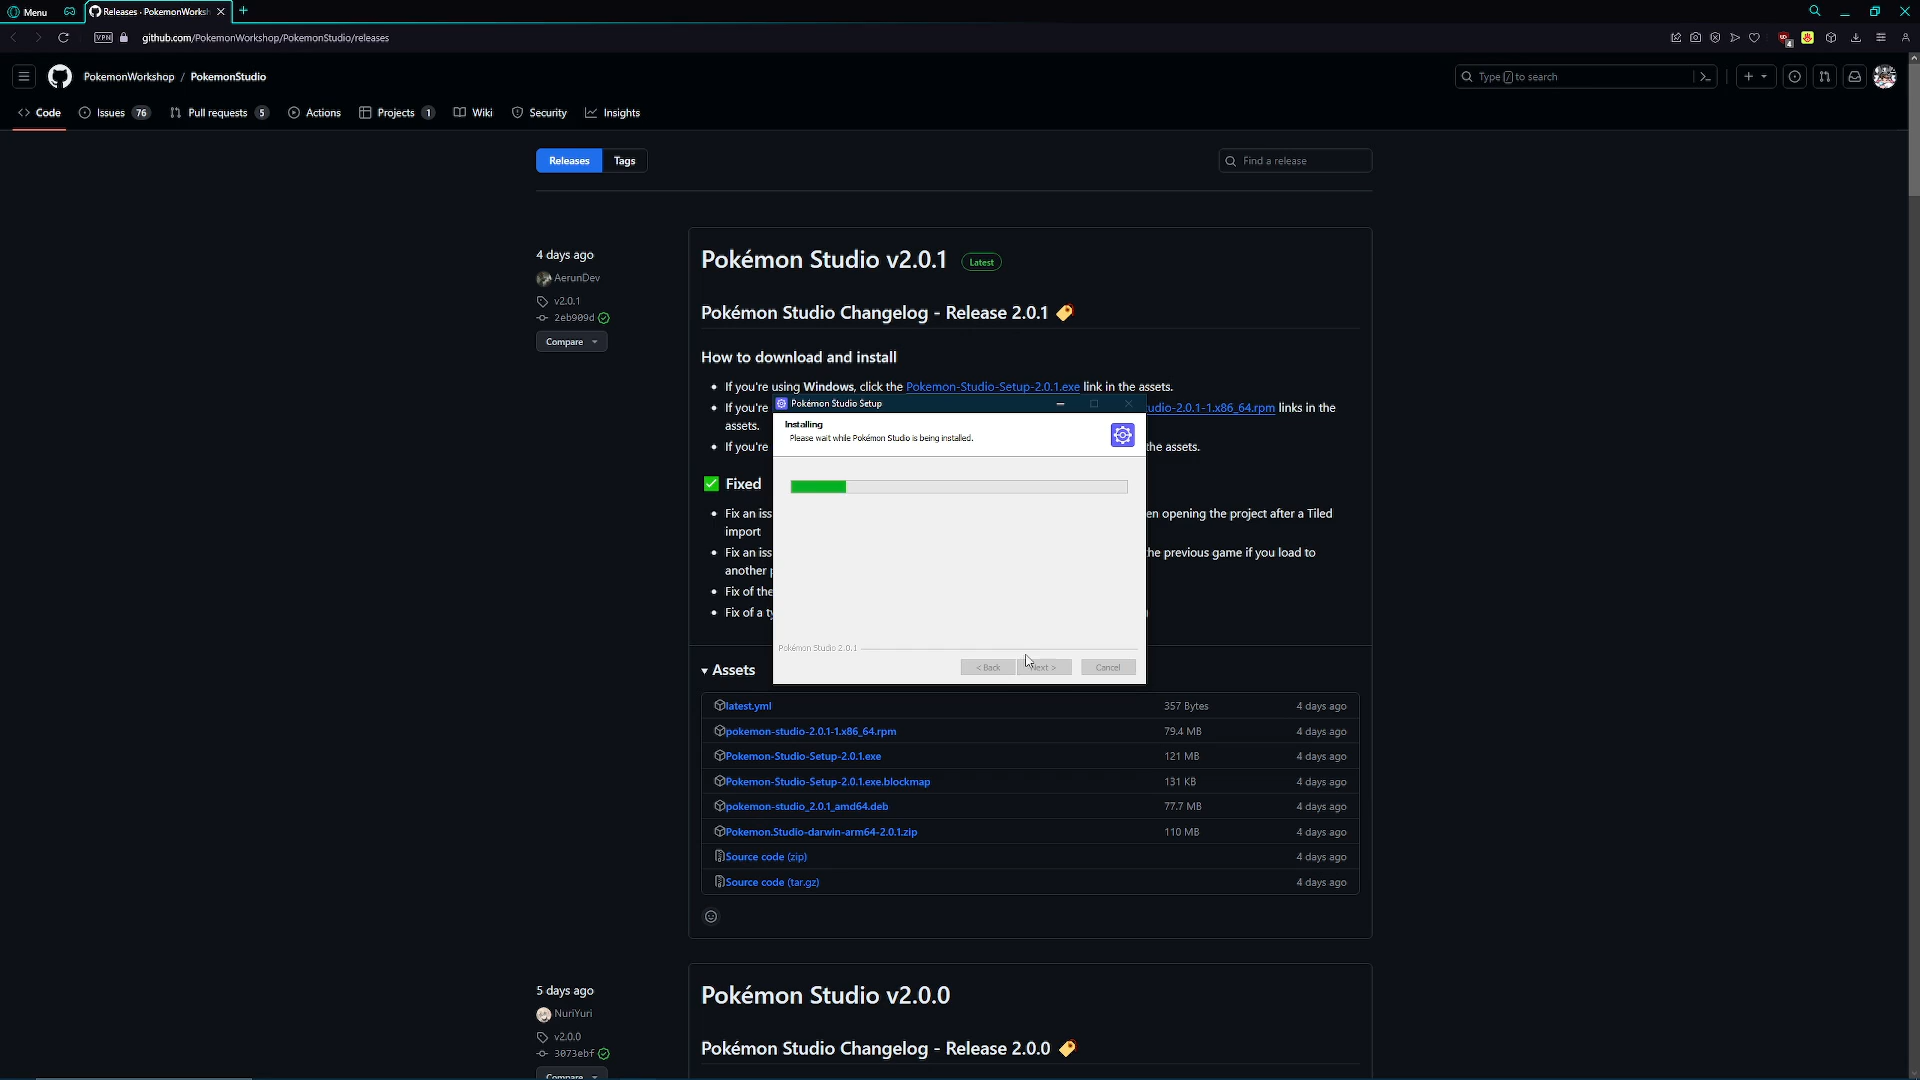 Menu
Releases · PokemonWorksh
VPN
github.com/PokemonWorkshop/PokemonStudio/releases
4
PokemonWorkshop / PokemonStudio
Type / to search
Code
Issues 76
Pull requests 5
Actions
Projects 1
Wiki
Security
Insights
Releases
Tags
Find a release
4 days ago
AerunDev
v2.0.1
2eb909d
Compare
Pokémon Studio v2.0.1
Latest
Pokémon Studio Changelog - Release 2.0.1
How to download and install
If you're using Windows, click the Pokemon-Studio-Setup-2.0.1.exe link in the assets.
If you're
udio-2.0.1-1.x86_64.rpm links in the
assets.
If you're
the assets.
Fixed
Fix an iss
en opening the project after a Tiled
import
Fix an iss
he previous game if you load to
another
Fix of the
Fix of a ty
Pokémon Studio Setup
Installing
Please wait while Pokémon Studio is being installed.
Pokémon Studio 2.0.1
< Back
Next >
Cancel
Assets
latest.yml
357 Bytes
4 days ago
pokemon-studio-2.0.1-1.x86_64.rpm
79.4 MB
4 days ago
Pokemon-Studio-Setup-2.0.1.exe
121 MB
4 days ago
Pokemon-Studio-Setup-2.0.1.exe.blockmap
131 KB
4 days ago
pokemon-studio_2.0.1_amd64.deb
77.7 MB
4 days ago
Pokemon.Studio-darwin-arm64-2.0.1.zip
110 MB
4 days ago
Source code (zip)
4 days ago
Source code (tar.gz)
4 days ago
5 days ago
NuriYuri
v2.0.0
3073ebf
Compare
Pokémon Studio v2.0.0
Pokémon Studio Changelog - Release 2.0.0